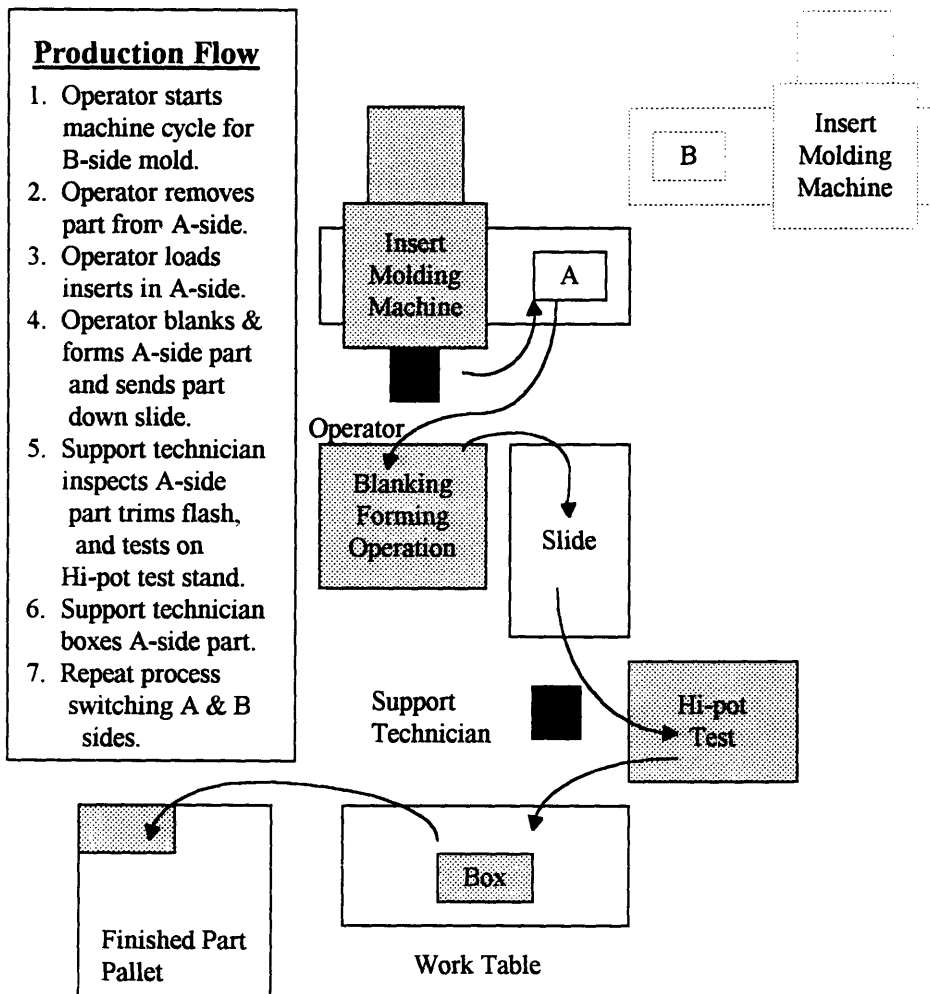 Production Flow
1. Operator starts
machine cycle for
B-side mold.
2. Operator removes
part from A-side.
3. Operator loads
inserts in A-side.
4. Operator blanks &
forms A-side part
and sends part
down slide.
5. Support technician
inspects A-side
part trims flash,
and tests on
Hi-pot test stand.
6. Support technician
boxes A-side part.
7. Repeat process
switching A & B
sides.
Insert
Molding
Machine
A
B
Insert
Molding
Machine
Operator
Blanking
Forming
Operation
Slide
Support
Technician
Hi-pot
Test
Box
Work Table
Finished Part
Pallet